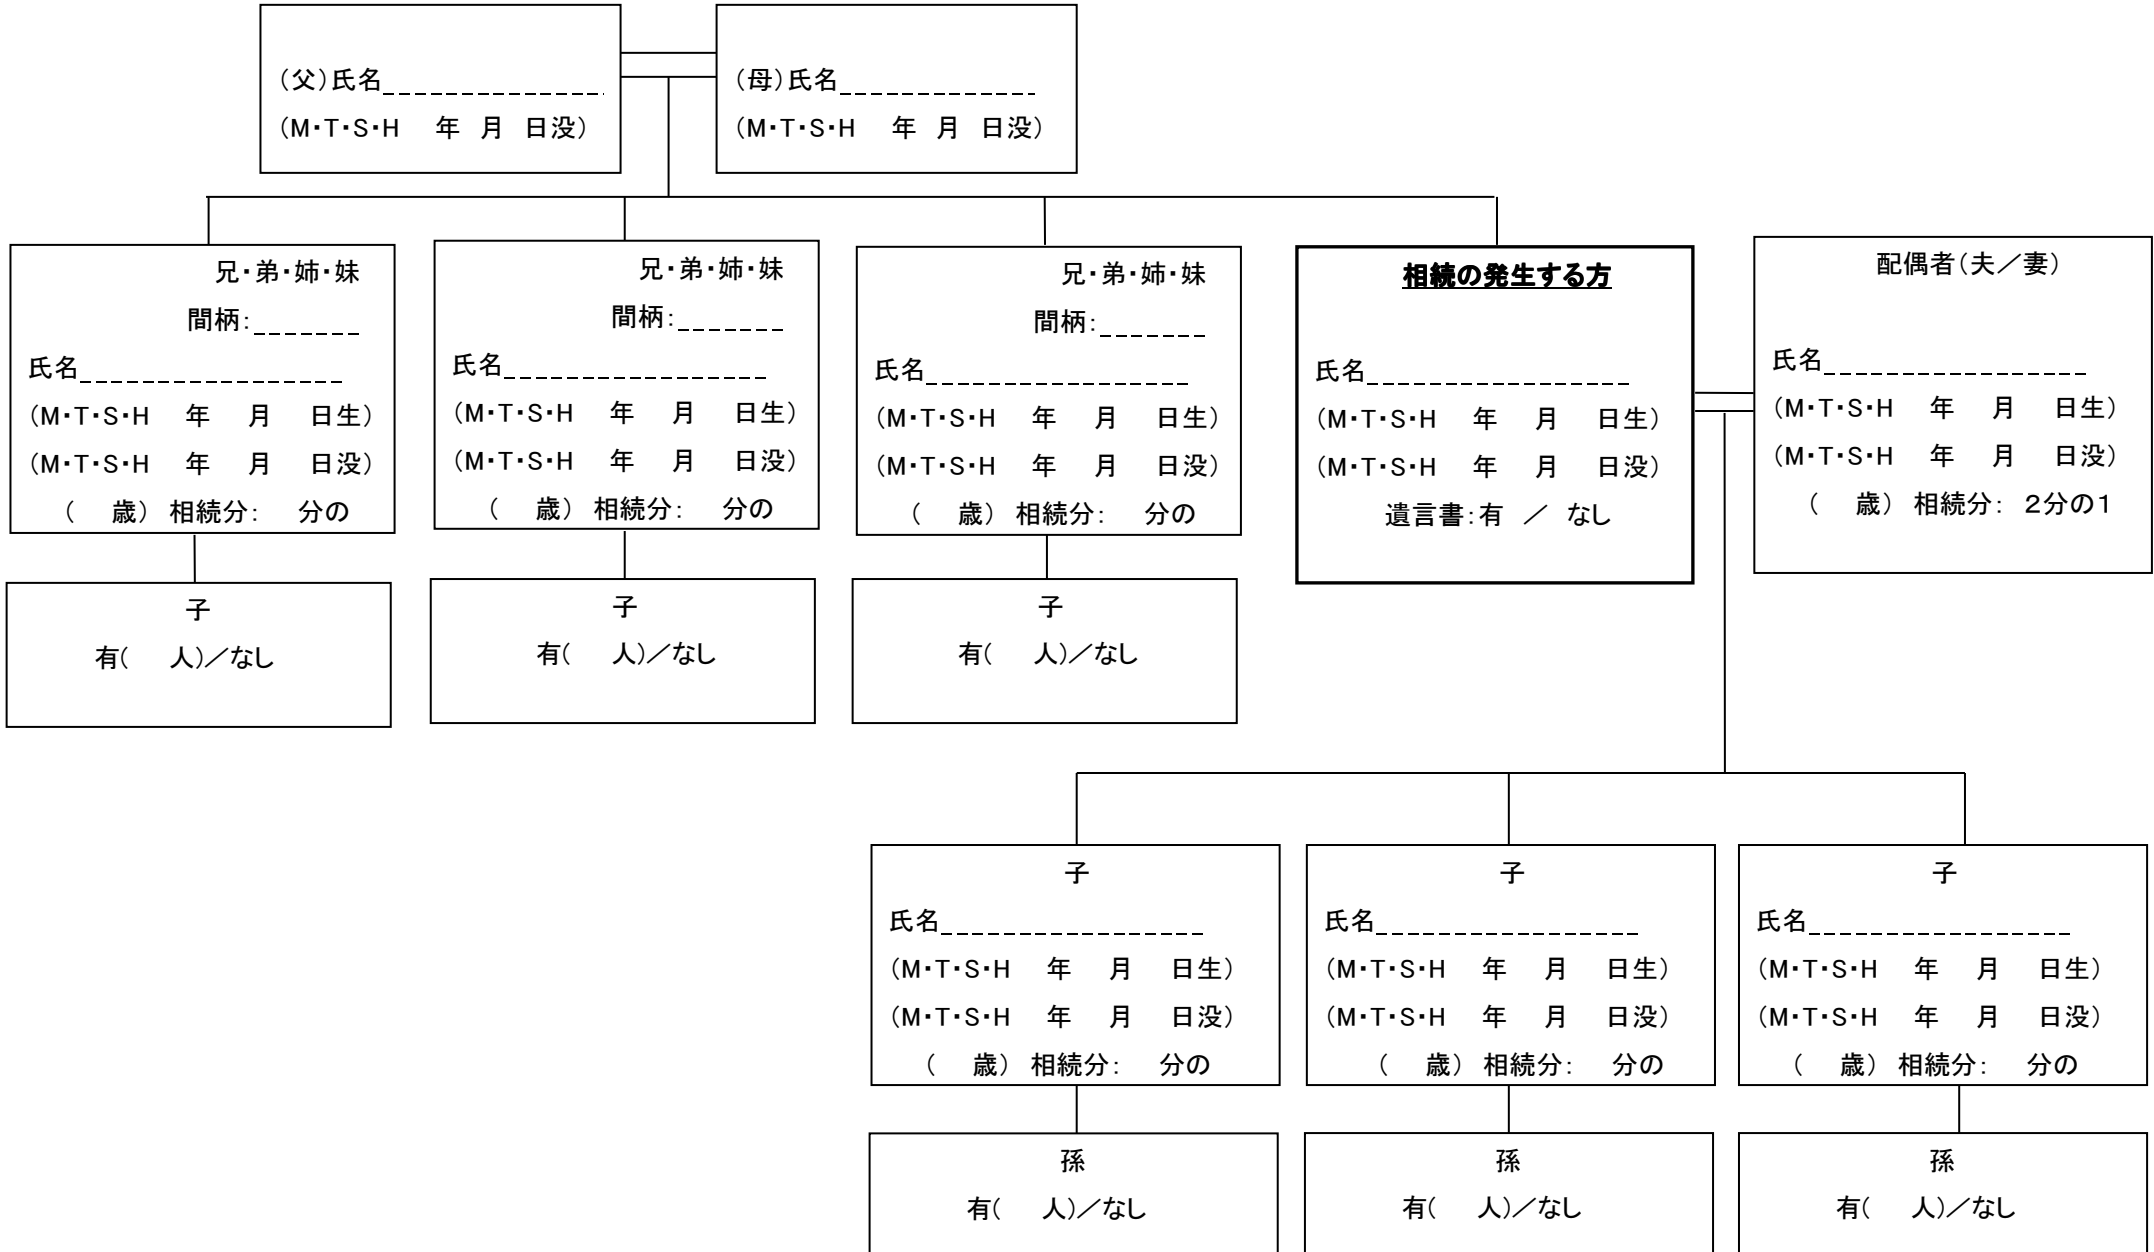 (父)氏名
(M・T・S・H 年 月 日没)
(母)氏名
(M・T・S・H 年 月 日没)
兄・弟・姉・妹
間柄:
氏名
(M・T・S・H 年 月 日生)
(M・T・S・H 年 月 日没)
( 歳) 相続分: 分の
兄・弟・姉・妹
間柄:
氏名
(M・T・S・H 年 月 日生)
(M・T・S・H 年 月 日没)
( 歳) 相続分: 分の
兄・弟・姉・妹
間柄:
氏名
(M・T・S・H 年 月 日生)
(M・T・S・H 年 月 日没)
( 歳) 相続分: 分の
相続の発生する方
氏名
(M・T・S・H 年 月 日生)
(M・T・S・H 年 月 日没)
遺言書:有 / なし
配偶者(夫/妻)
氏名
(M・T・S・H 年 月 日生)
(M・T・S・H 年 月 日没)
( 歳) 相続分: 2分の1
子
有( 人)/なし
子
有( 人)/なし
子
有( 人)/なし
子
氏名
(M・T・S・H 年 月 日生)
(M・T・S・H 年 月 日没)
( 歳) 相続分: 分の
子
氏名
(M・T・S・H 年 月 日生)
(M・T・S・H 年 月 日没)
( 歳) 相続分: 分の
子
氏名
(M・T・S・H 年 月 日生)
(M・T・S・H 年 月 日没)
( 歳) 相続分: 分の
孫
有( 人)/なし
孫
有( 人)/なし
孫
有( 人)/なし